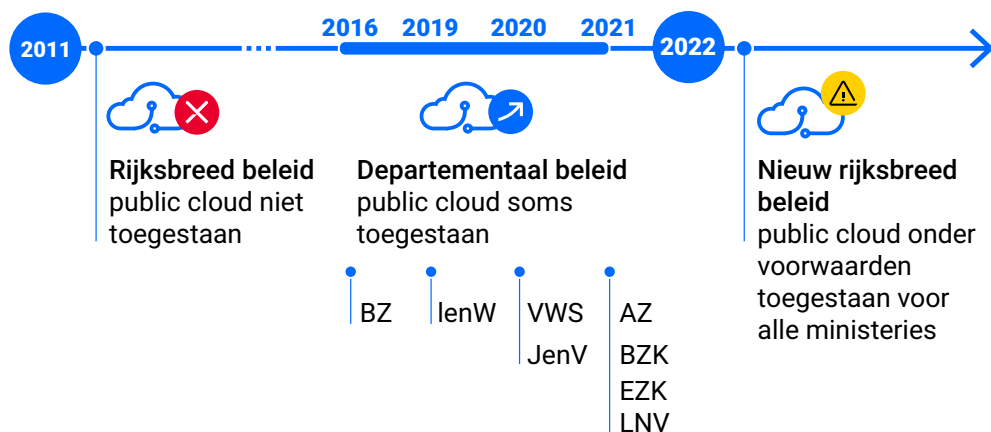 2011
2016
2019
2020
2021
2022
Rijksbreed beleid
public cloud niet
toegestaan
Departementaal beleid
public cloud soms
toegestaan
BZ
IenW
VWS
JenV
AZ
BZK
EZK
LNV
Nieuw rijksbreed
beleid
public cloud onder
voorwaarden
toegestaan voor
alle ministeries